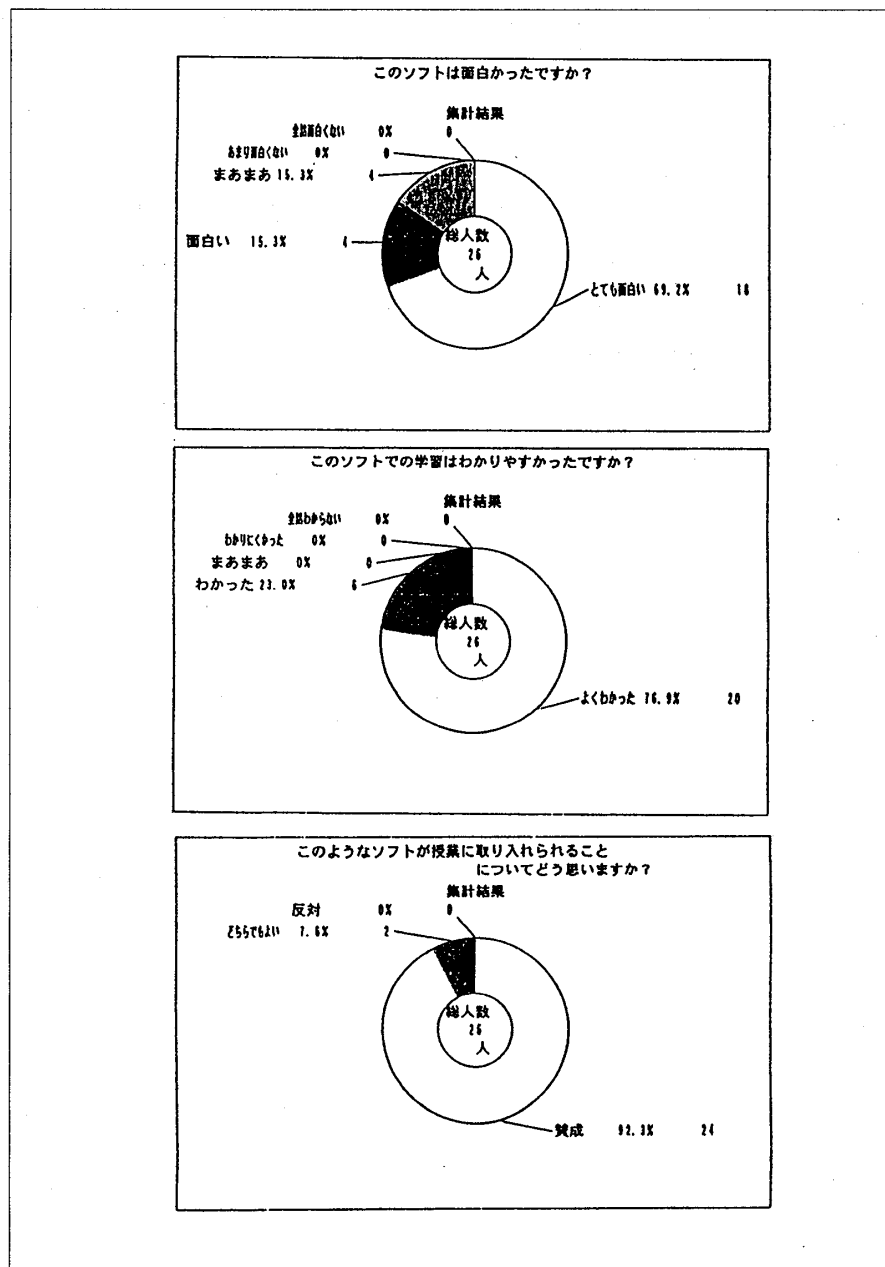 このソフトは面白かったですか？
集計結果
全然面白くない 0% 0
あまり面白くない 0% 0
まあまあ 15.3% 4
面白い 15.3% 4
総人数
26
人
とても面白い 69.2% 18
このソフトでの学習はわかりやすかったですか？
集計結果
全然わからない 0% 0
わかりにくかった 0% 0
まあまあ 0% 0
わかった 23.0% 6
総人数
26
人
よくわかった 76.9% 20
このようなソフトが授業に取り入れられること
についてどう思いますか？
集計結果
反対 0% 0
どちらでもよい 7.6% 2
総人数
26
人
賛成 92.3% 24